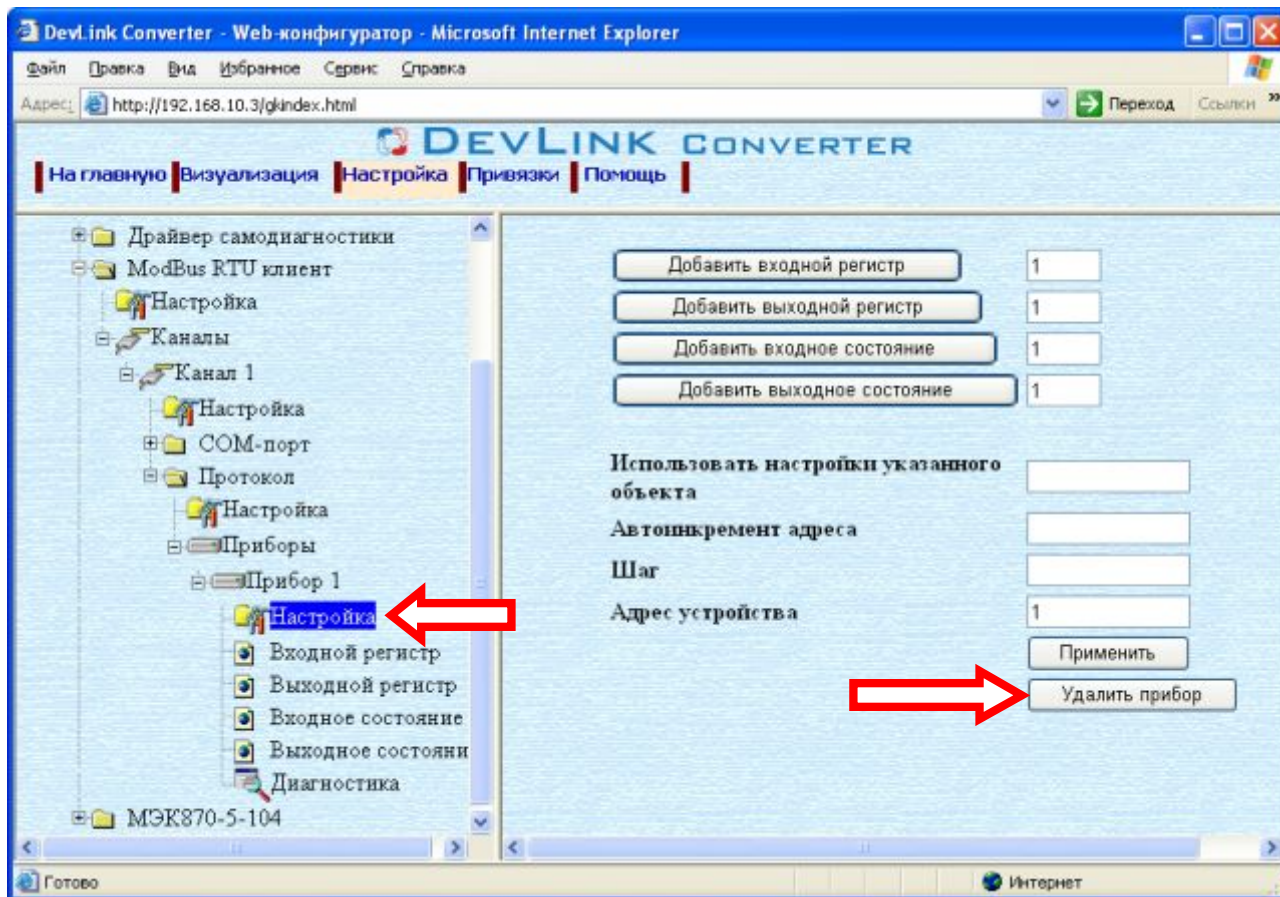 DevLink Converter - Web-конфигуратор - Microsoft Internet Explorer
Файл Правка Вид Избранное Сервис Справка
Адрес: http://192.168.10.3/gkindex.html Переход Ссылки »
DEVLINK CONVERTER
На главную Визуализация Настройка Привязки Помощь
Драйвер самодиагностики
ModBus RTU клиент
Настройка
Каналы
Канал 1
Настройка
COM-порт
Протокол
Настройка
Приборы
Прибор 1
Настройка
Входной регистр
Выходной регистр
Входное состояние
Выходное состояни
Диагностика
МЭК870-5-104
Добавить входной регистр 1
Добавить выходной регистр 1
Добавить входное состояние 1
Добавить выходное состояние 1
Использовать настройки указанного
объекта
Автоинкремент адреса
Шаг
Адрес устройства 1
Применить
Удалить прибор
Готово Интернет